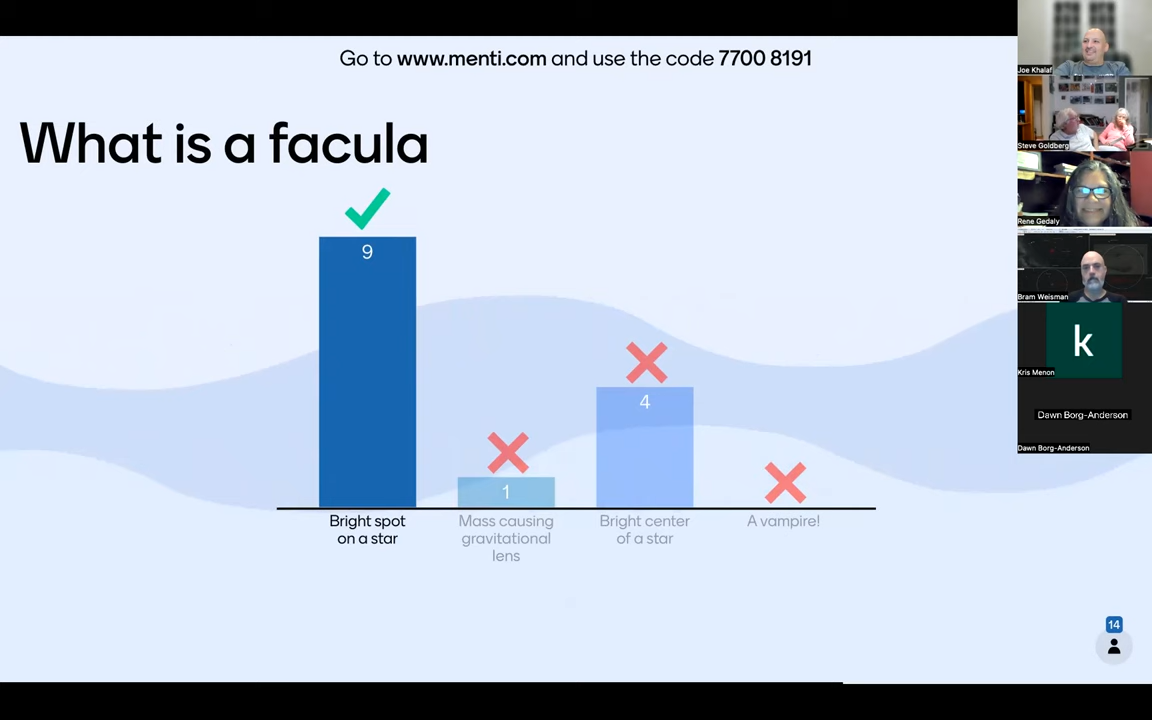 Go to www.menti.com and use the code 7700 8191
What is a facula
9
1
4
Bright spot
on a star
Mass causing
gravitational
lens
Bright center
of a star
A vampire!
14
Joe Khalaf
Steve Goldberg
Rene Gedaly
Bram Weisman
k
Kris Menon
Dawn Borg-Anderson
Dawn Borg-Anderson